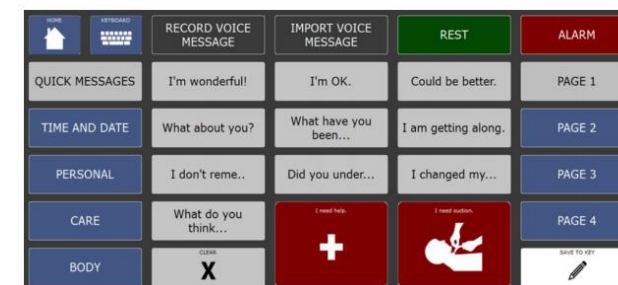 HOME
KEYBOARD
RECORD VOICE
MESSAGE
IMPORT VOICE
MESSAGE
REST
ALARM
QUICK MESSAGES
I'm wonderful!
I'm OK.
Could be better.
PAGE 1
TIME AND DATE
What about you?
What have you
been...
I am getting along.
PAGE 2
PERSONAL
I don't reme..
Did you under...
I changed my...
PAGE 3
CARE
What do you
think...
I need help.
I need suction.
PAGE 4
BODY
CLEAR
X
SAVE TO KEY